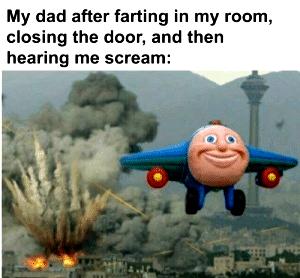 My dad after farting in my room,
closing the door, and then
hearing me scream: